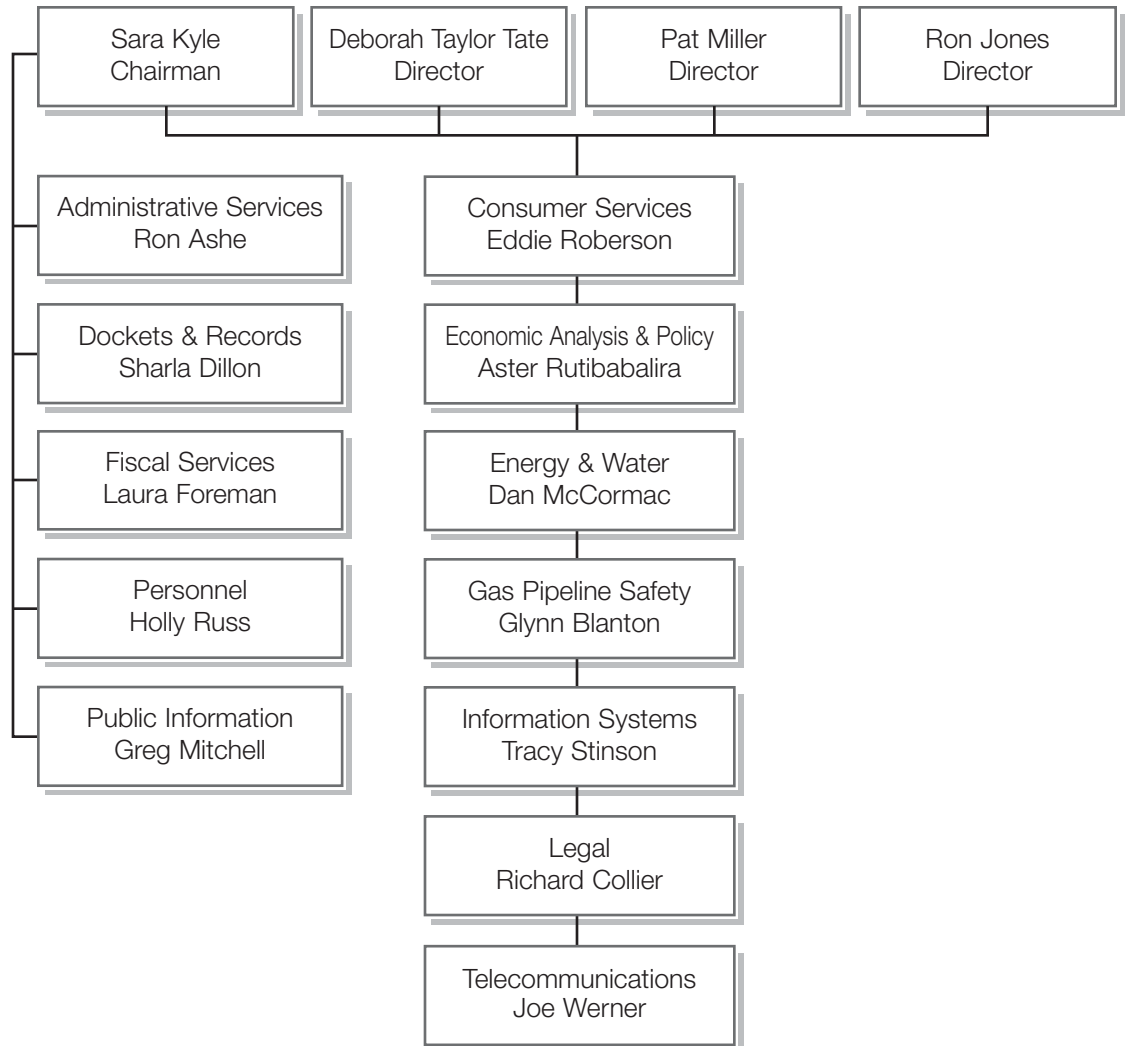 Sara Kyle
Chairman
Deborah Taylor Tate
Director
Pat Miller
Director
Ron Jones
Director
Administrative Services
Ron Ashe
Dockets & Records
Sharla Dillon
Fiscal Services
Laura Foreman
Personnel
Holly Russ
Public Information
Greg Mitchell
Consumer Services
Eddie Roberson
Economic Analysis & Policy
Aster Rutibabalira
Energy & Water
Dan McCormac
Gas Pipeline Safety
Glynn Blanton
Information Systems
Tracy Stinson
Legal
Richard Collier
Telecommunications
Joe Werner